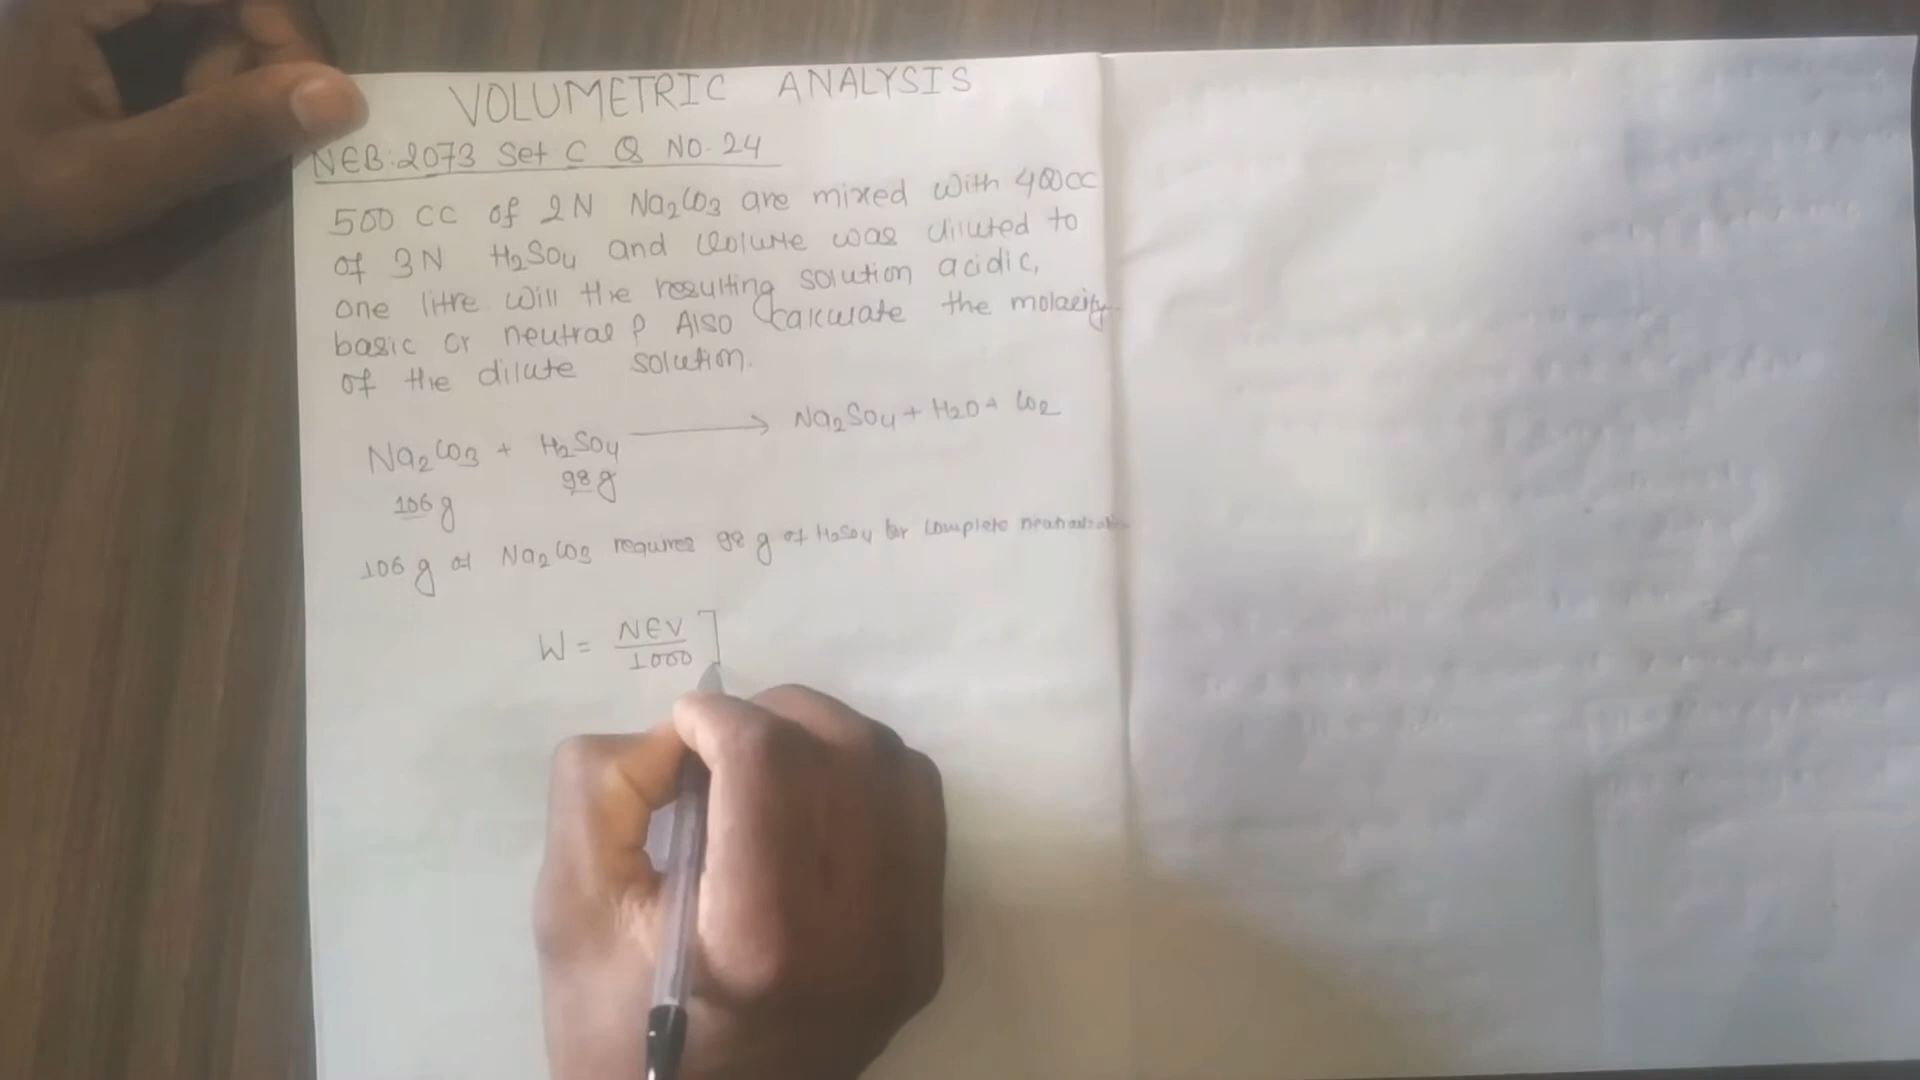 VOLUMETRIC ANALYSIS
NEB:2073 Set C Q NO. 24
500 CC of 2N Na2CO3 are mixed with 400CC
of 3N H2SO4 and volume was diluted to
one litre will the resulting solution acidic,
basic or neutral? Also calculate the molarity
of the dilute solution.
Na2CO3 + H2SO4 → Na2SO4 + H2O + CO2
106 g 98 g
106 g of Na2CO3 requires 98 g of H2SO4 for complete neutralization
W = NEV
1000